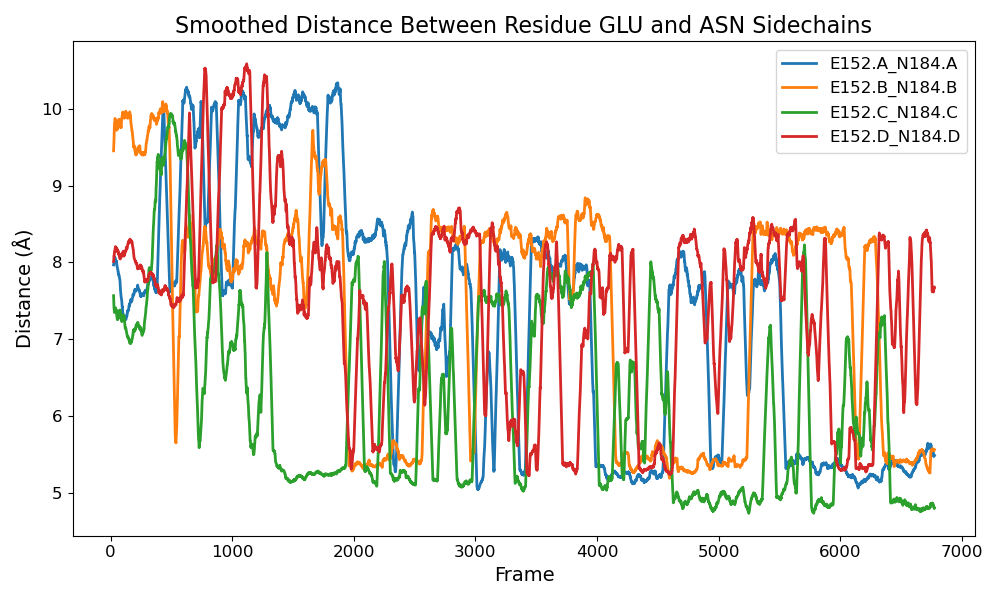 Smoothed Distance Between Residue GLU and ASN Sidechains
E152.A_N184.A
E152.B_N184.B
E152.C_N184.C
E152.D_N184.D
Distance (Å)
10
9
8
7
6
5
0 1000 2000 3000 4000 5000 6000 7000
Frame